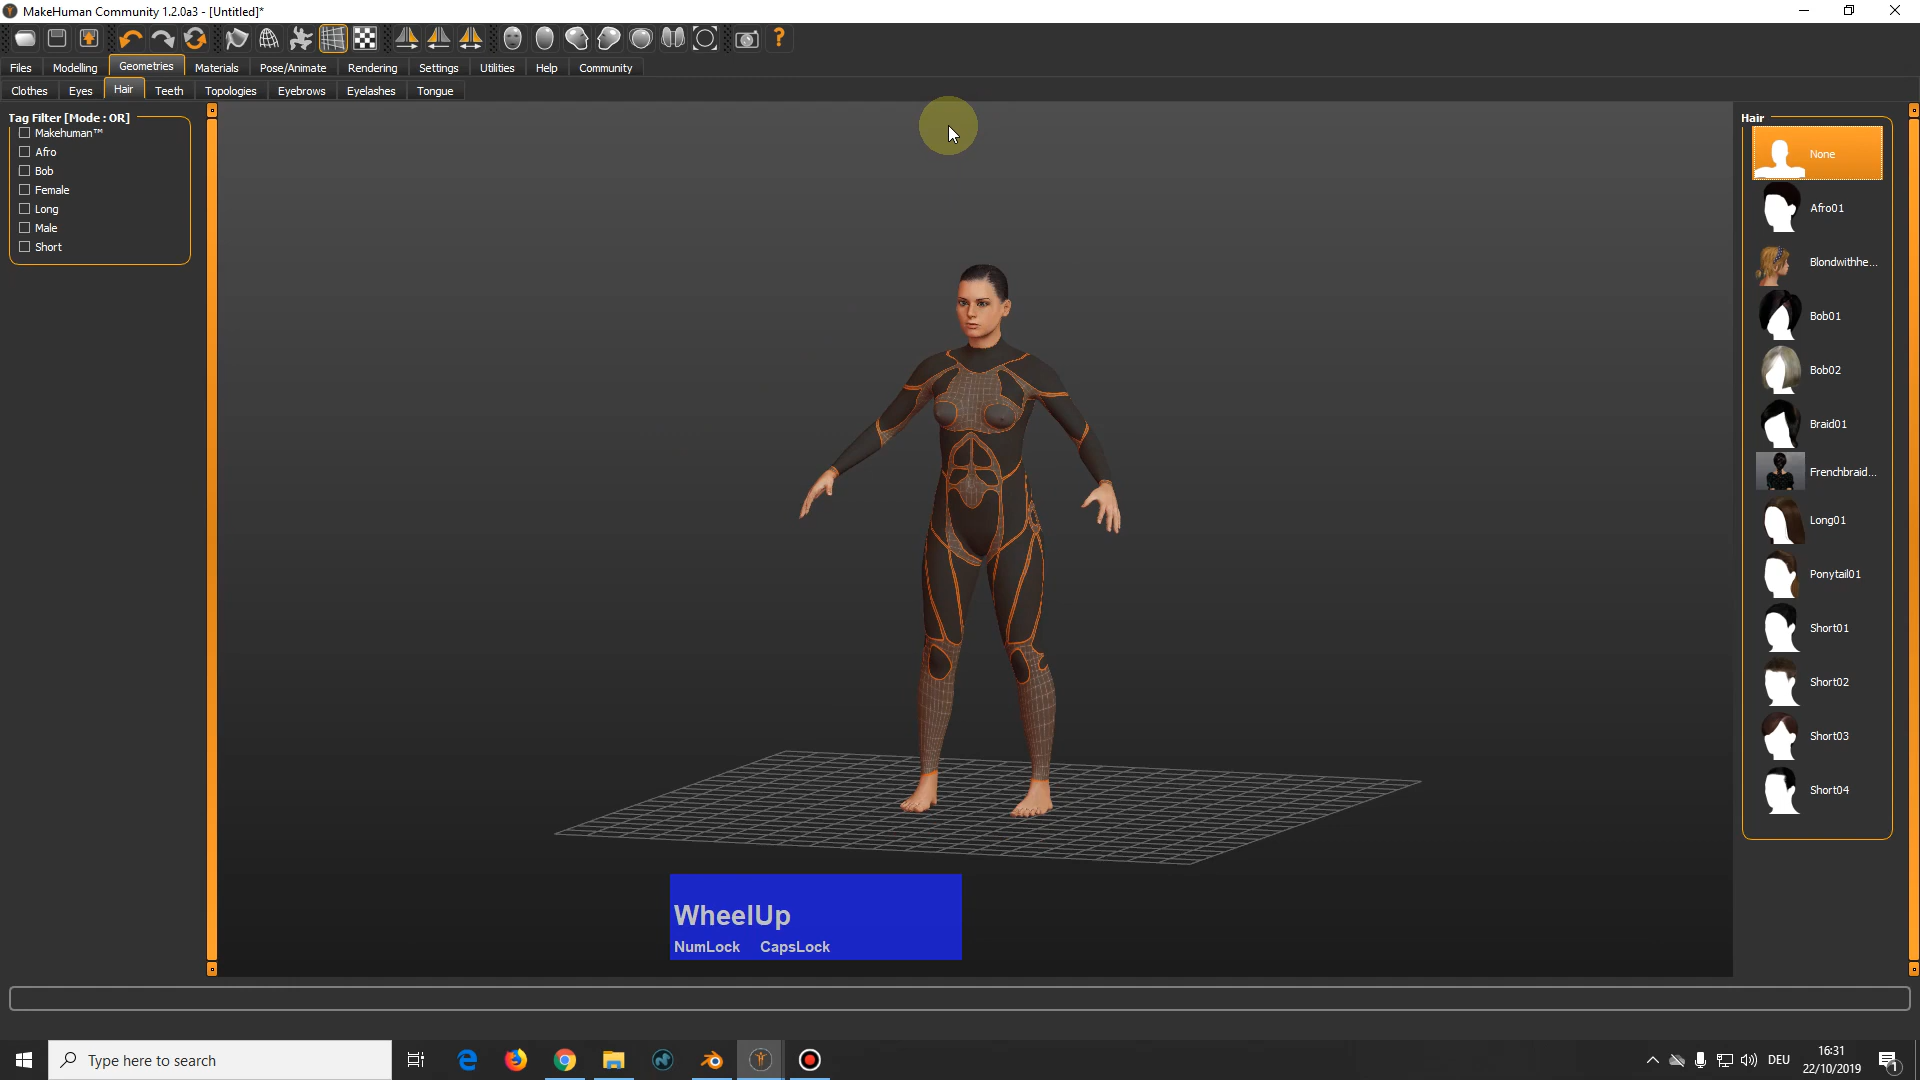 MakeHuman Community 1.2.0a3 - [Untitled]*
Files Modelling Geometries Materials Pose/Animate Rendering Settings Utilities Help Community
Clothes Eyes Hair Teeth Topologies Eyebrows Eyelashes Tongue
Tag Filter [Mode : OR]
Makehuman™
Afro
Bob
Female
Long
Male
Short
Hair
None
Afro01
Blondwithhe...
Bob01
Bob02
Braid01
Frenchbraid...
Long01
Ponytail01
Short01
Short02
Short03
Short04
WheelUp
NumLock CapsLock
Type here to search
DEU
16:31
22/10/2019
1